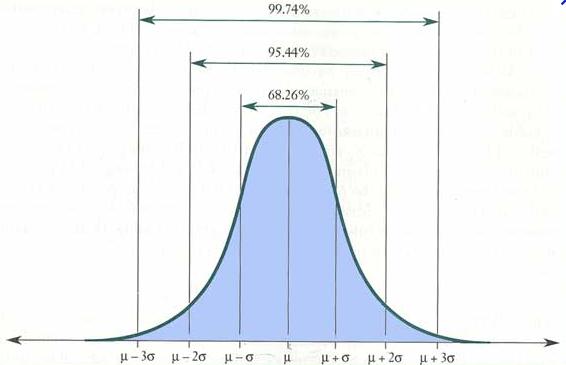 99.74%
95.44%
68.26%
μ − 3σ μ − 2σ μ − σ μ μ + σ μ + 2σ μ + 3σ